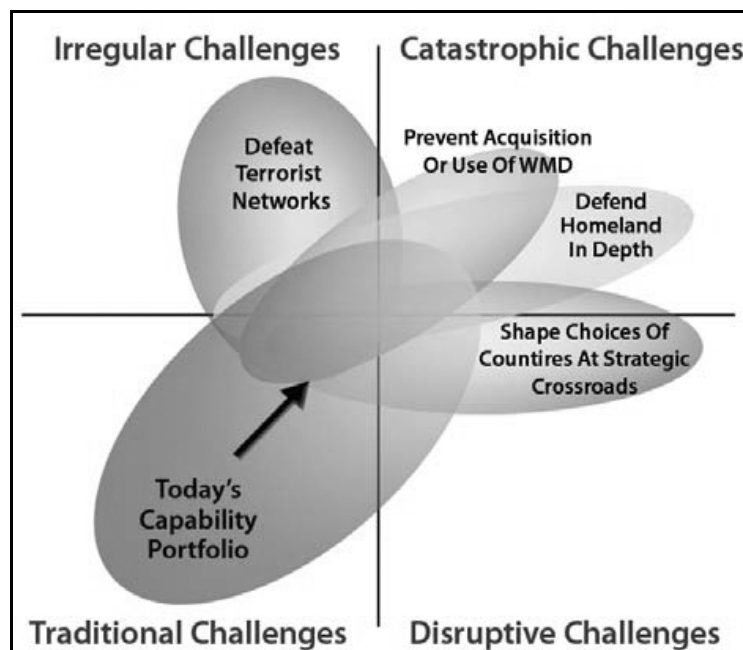 Irregular Challenges
Catastrophic Challenges
Defeat
Terrorist
Networks
Prevent Acquisition
Or Use Of WMD
Defend
Homeland
In Depth
Shape Choices Of
Countires At Strategic
Crossroads
Today's
Capability
Portfolio
Traditional Challenges
Disruptive Challenges